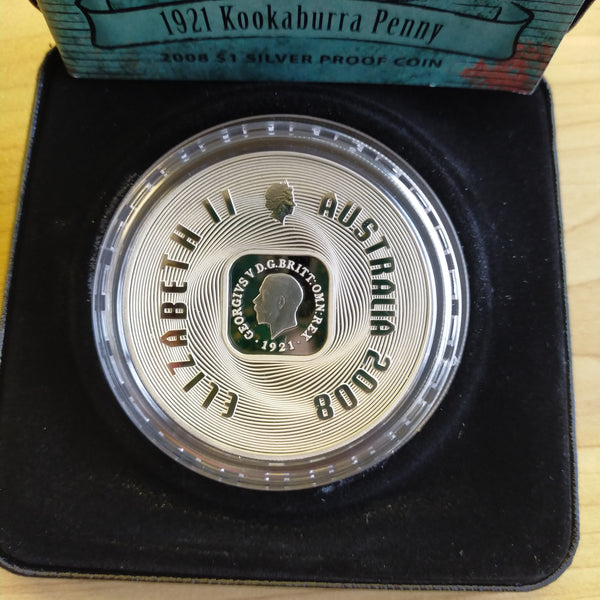 1921 Kookaburra Penny
2008 $1 SILVER PROOF COIN
ELIZABETH II AUSTRALIA 2008
GEORGIVS V D.G.BRITT:OMN:REX
·1921·